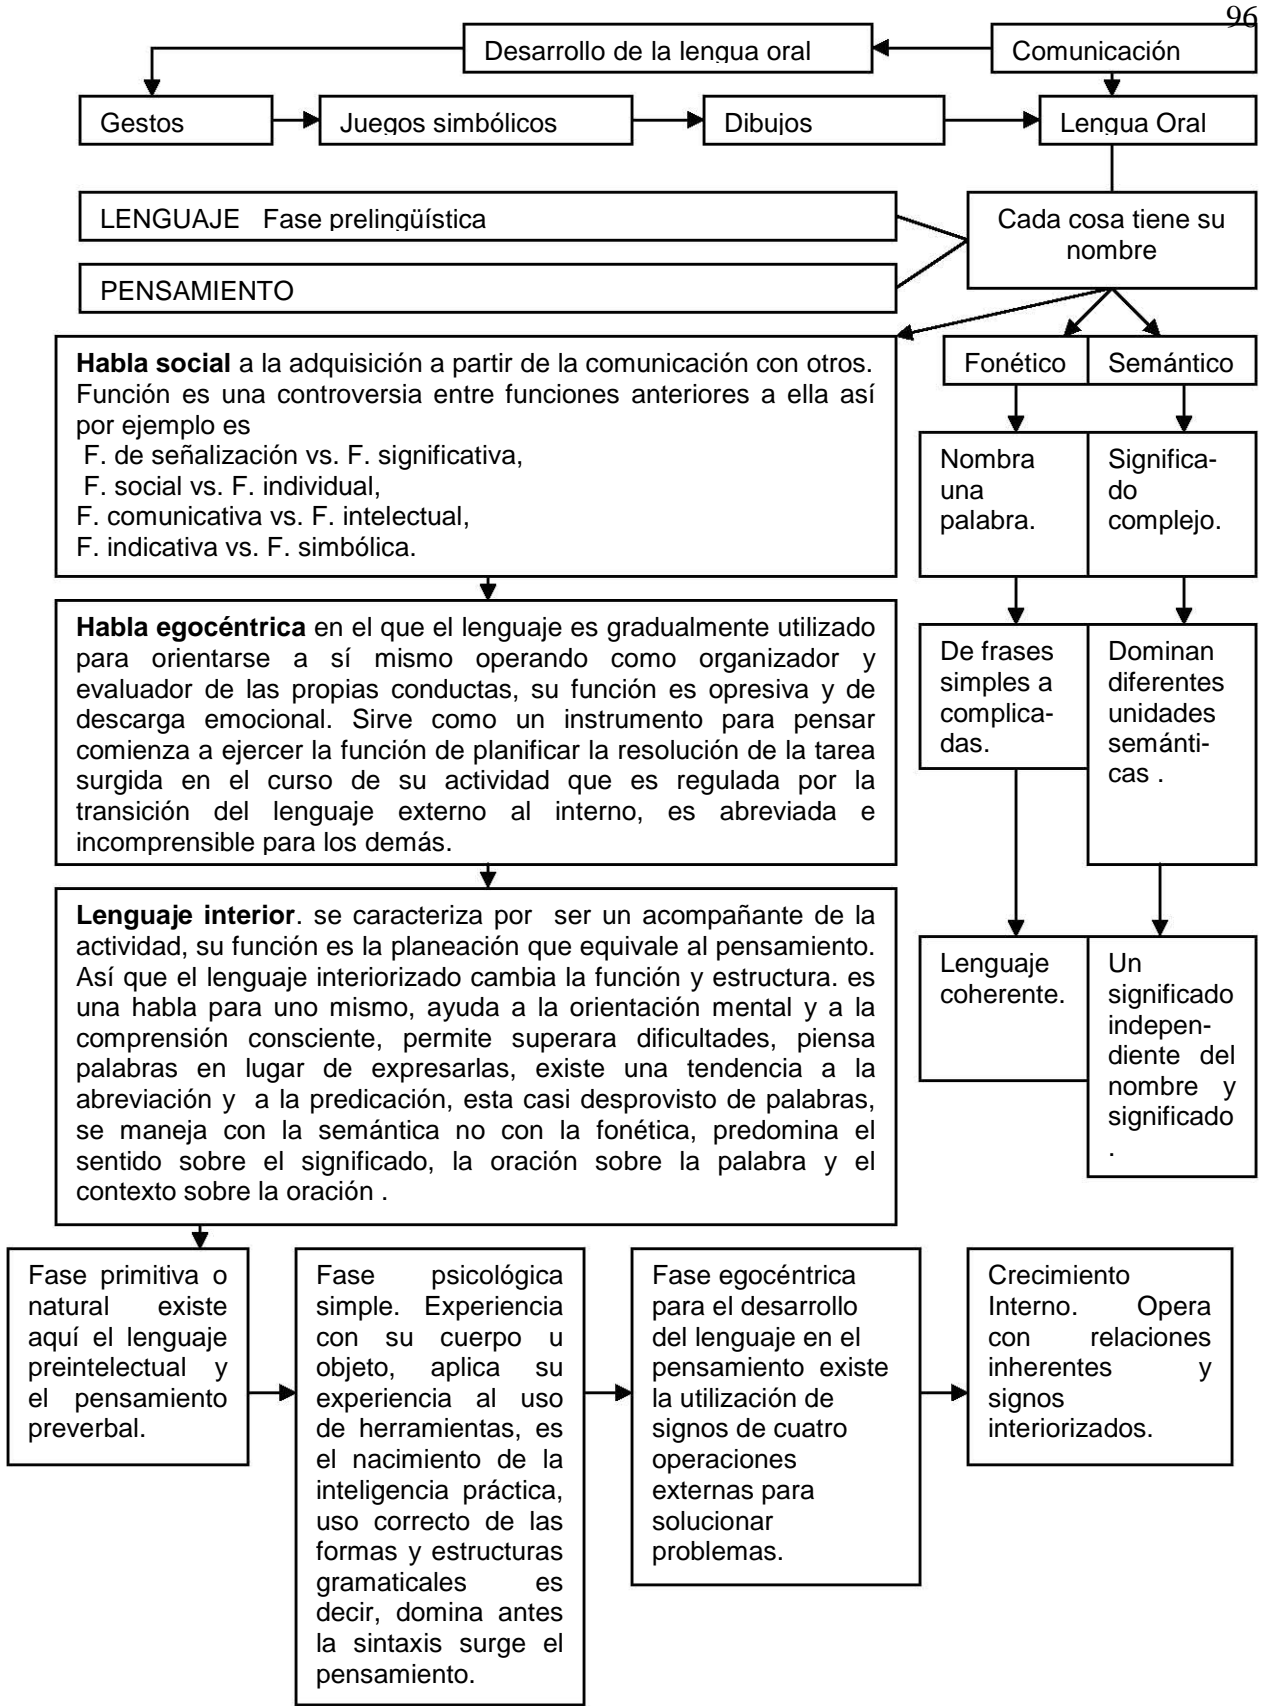 96
Desarrollo de la lengua oral
Comunicación
Gestos
Juegos simbólicos
Dibujos
Lengua Oral
LENGUAJE   Fase prelingüística
PENSAMIENTO
Cada cosa tiene su
nombre
Habla social a la adquisición a partir de la comunicación con otros.
Función es una controversia entre funciones anteriores a ella así
por ejemplo es
F. de señalización vs. F. significativa,
F. social vs. F. individual,
F. comunicativa vs. F. intelectual,
F. indicativa vs. F. simbólica.
Fonético
Semántico
Nombra
una
palabra.
Significa-
do
complejo.
Habla egocéntrica en el que el lenguaje es gradualmente utilizado
para orientarse a sí mismo operando como organizador y
evaluador de las propias conductas, su función es opresiva y de
descarga emocional. Sirve como un instrumento para pensar
comienza a ejercer la función de planificar la resolución de la tarea
surgida en el curso de su actividad que es regulada por la
transición del lenguaje externo al interno, es abreviada e
incomprensible para los demás.
De frases
simples a
complica-
das.
Dominan
diferentes
unidades
semánti-
cas .
Lenguaje interior. se caracteriza por  ser un acompañante de la
actividad, su función es la planeación que equivale al pensamiento.
Así que el lenguaje interiorizado cambia la función y estructura. es
una habla para uno mismo, ayuda a la orientación mental y a la
comprensión consciente, permite superara dificultades, piensa
palabras en lugar de expresarlas, existe una tendencia a la
abreviación y  a la predicación, esta casi desprovisto de palabras,
se maneja con la semántica no con la fonética, predomina el
sentido sobre el significado, la oración sobre la palabra y el
contexto sobre la oración .
Lenguaje
coherente.
Un
significado
indepen-
diente del
nombre y
significado
.
Fase primitiva o
natural existe
aquí el lenguaje
preintelectual y
el pensamiento
preverbal.
Fase psicológica
simple. Experiencia
con su cuerpo u
objeto, aplica su
experiencia al uso
de herramientas, es
el nacimiento de la
inteligencia práctica,
uso correcto de las
formas y estructuras
gramaticales es
decir, domina antes
la sintaxis surge el
pensamiento.
Fase egocéntrica
para el desarrollo
del lenguaje en el
pensamiento existe
la utilización de
signos de cuatro
operaciones
externas para
solucionar
problemas.
Crecimiento
Interno. Opera
con relaciones
inherentes y
signos
interiorizados.